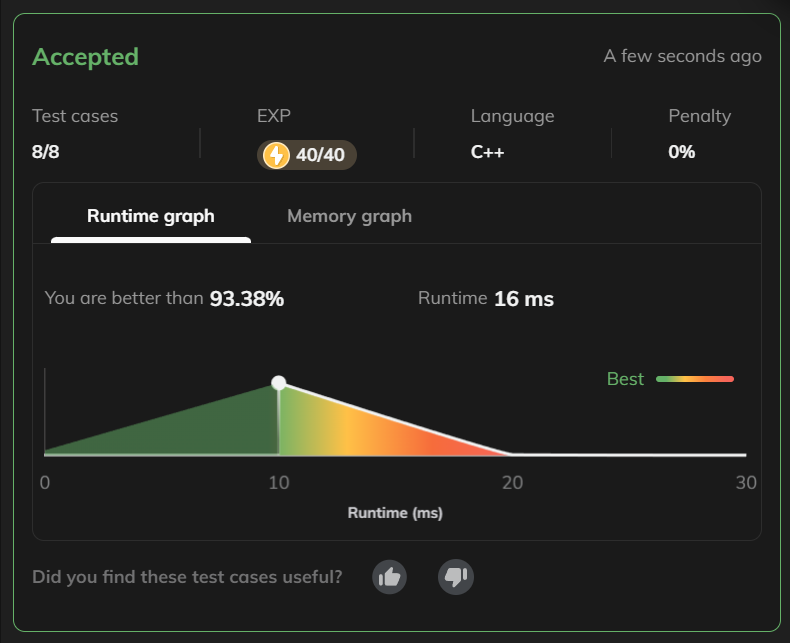 Accepted
A few seconds ago
Test cases
EXP
Language
Penalty
8/8
40/40
C++
0%
Runtime graph
Memory graph
You are better than 93.38%
Runtime 16 ms
Best
0
10
20
30
Runtime (ms)
Did you find these test cases useful?